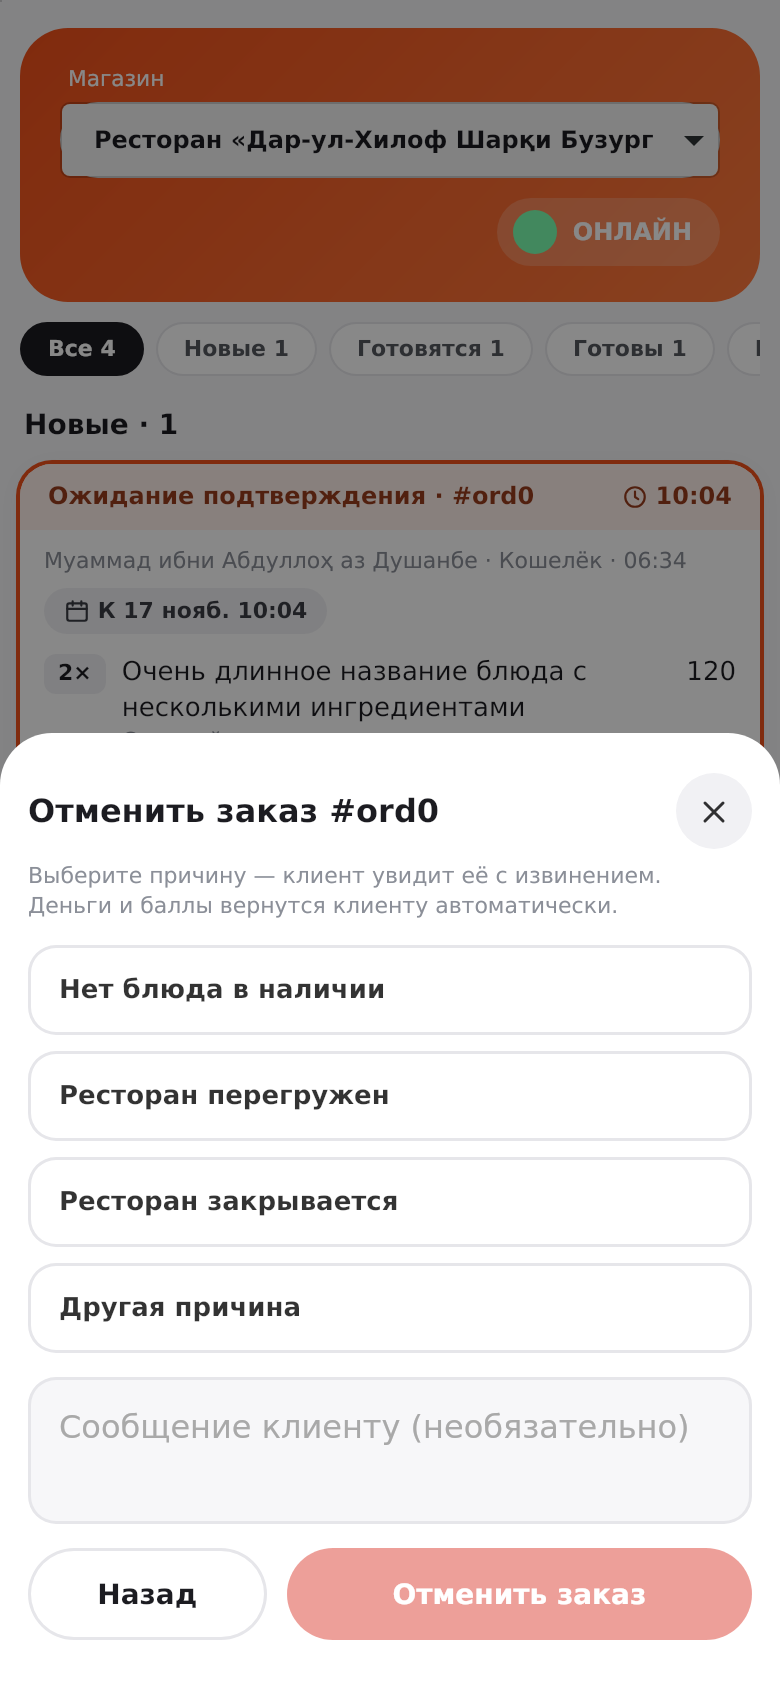 Магазин
Ресторан «Дар-ул-Хилоф Шарқи Бузург
ОНЛАЙН
Все 4
Новые 1
Готовятся 1
Готовы 1
Новые · 1
Ожидание подтверждения · #ord0
10:04
Муаммад ибни Абдуллоҳ аз Душанбе · Кошелёк · 06:34
К 17 нояб. 10:04
2× Очень длинное название блюда с 120
несколькими ингредиентами
Отменить заказ #ord0
Выберите причину — клиент увидит её с извинением.
Деньги и баллы вернутся клиенту автоматически.
Нет блюда в наличии
Ресторан перегружен
Ресторан закрывается
Другая причина
Сообщение клиенту (необязательно)
Назад
Отменить заказ